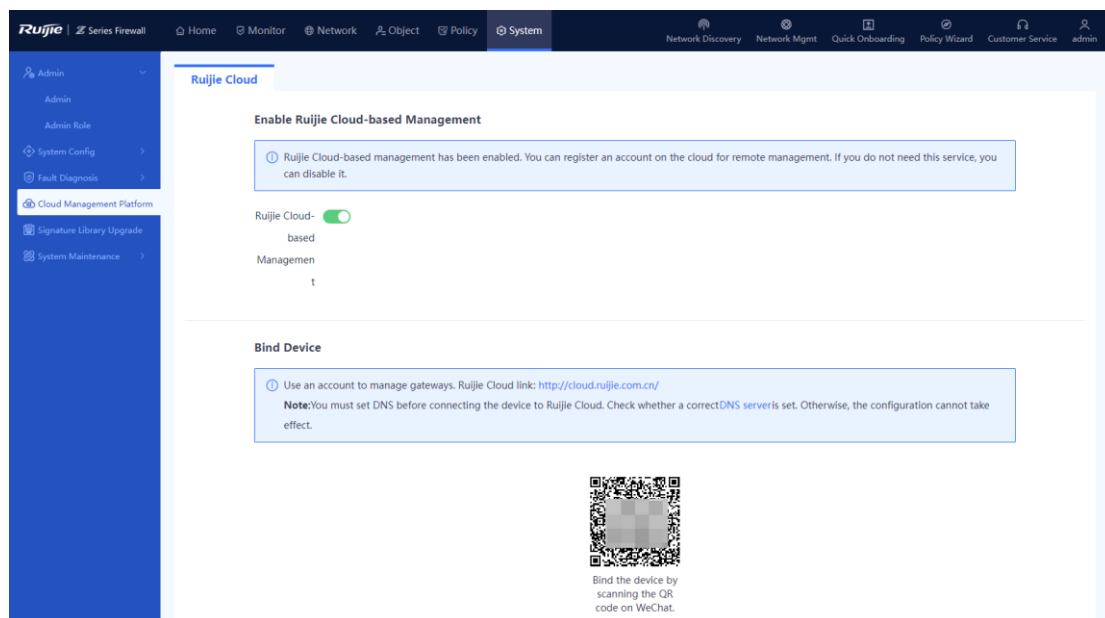 Ruijie | Z Series Firewall
Home Monitor Network Object Policy System
Network Discovery Network Mgmt Quick Onboarding Policy Wizard Customer Service admin
Admin
Admin
Admin Role
System Config
Fault Diagnosis
Cloud Management Platform
Signature Library Upgrade
System Maintenance
Ruijie Cloud
Enable Ruijie Cloud-based Management
Ruijie Cloud-based management has been enabled. You can register an account on the cloud for remote management. If you do not need this service, you
can disable it.
Ruijie Cloud-
based
Managemen
t
Bind Device
Use an account to manage gateways. Ruijie Cloud link: http://cloud.ruijie.com.cn/
Note:You must set DNS before connecting the device to Ruijie Cloud. Check whether a correctDNS serveris set. Otherwise, the configuration cannot take
effect.
Bind the device by
scanning the QR
code on WeChat.